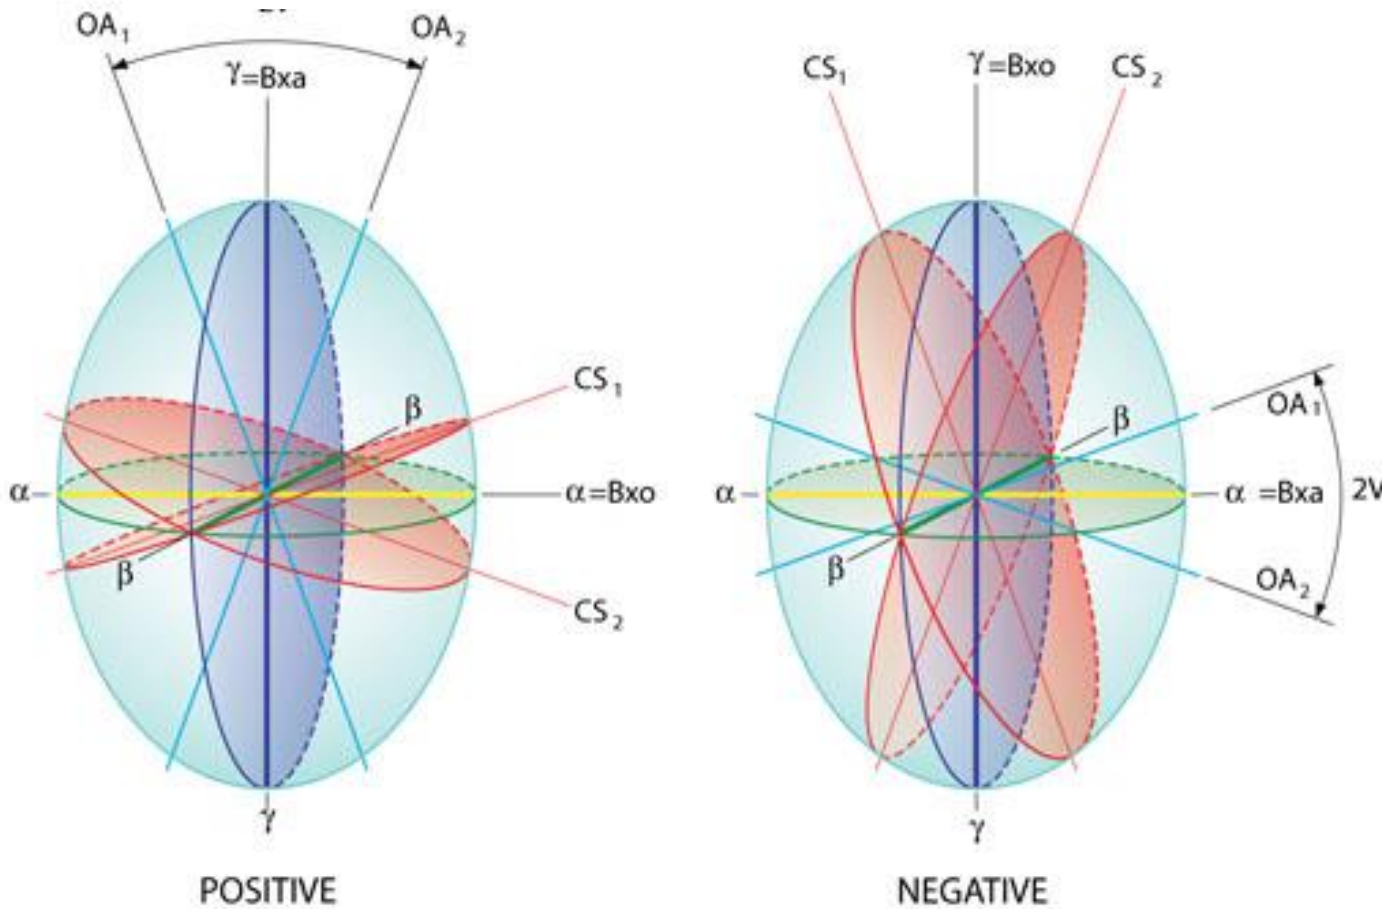 OA₁
OA₂
γ=Bxa
CS₁
β
α
α=Bxo
β
CS₂
γ
POSITIVE
CS₁
γ=Bxo
CS₂
OA₁
β
α
α =Bxa
2V
β
OA₂
γ
NEGATIVE